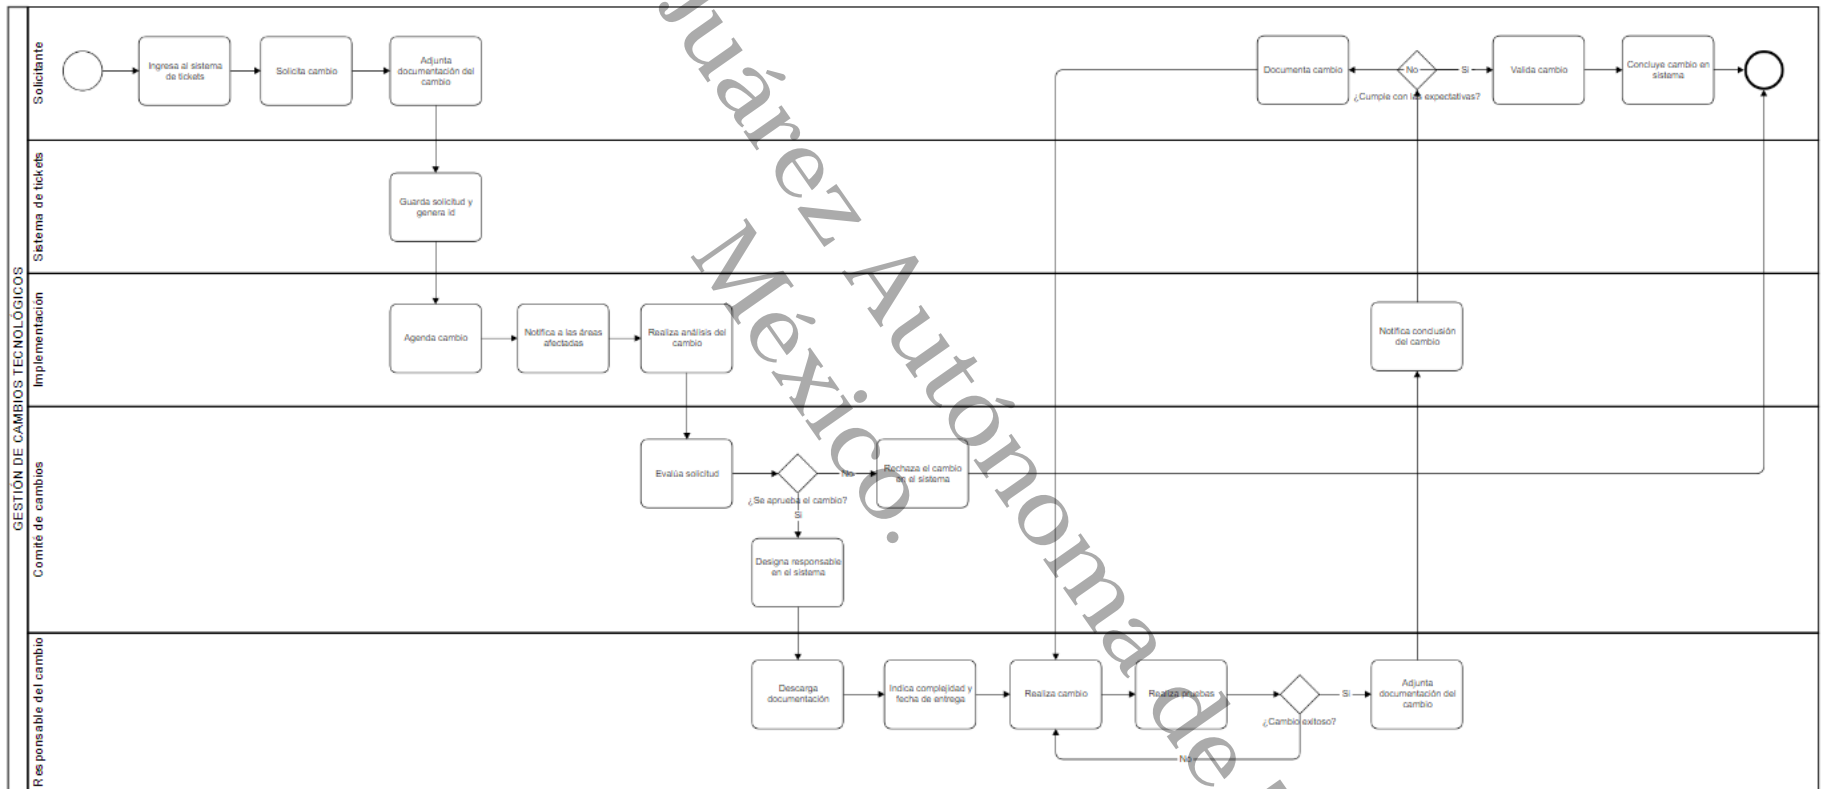 GESTIÓN DE CAMBIOS TECNOLÓGICOS
Solicitante
Ingresa al sistema
de tickets
Solicita cambio
Adjunta
documentación del
cambio
Documenta cambio
No
Si
¿Cumple con las expectativas?
Valida cambio
Concluye cambio en
sistema
Sistema de tickets
Guarda solicitud y
genera id
Implementación
Agenda cambio
Notifica a las áreas
afectadas
Realiza análisis del
cambio
Notifica conclusión
del cambio
Comité de cambios
Evalúa solicitud
¿Se aprueba el cambio?
No
Si
Rechaza el cambio
en el sistema
Designa responsable
en el sistema
Responsable del cambio
Descarga
documentación
Indica complejidad y
fecha de entrega
Realiza cambio
Realiza pruebas
¿Cambio exitoso?
Si
No
Adjunta
documentación del
cambio
Juárez Autónoma de
México.